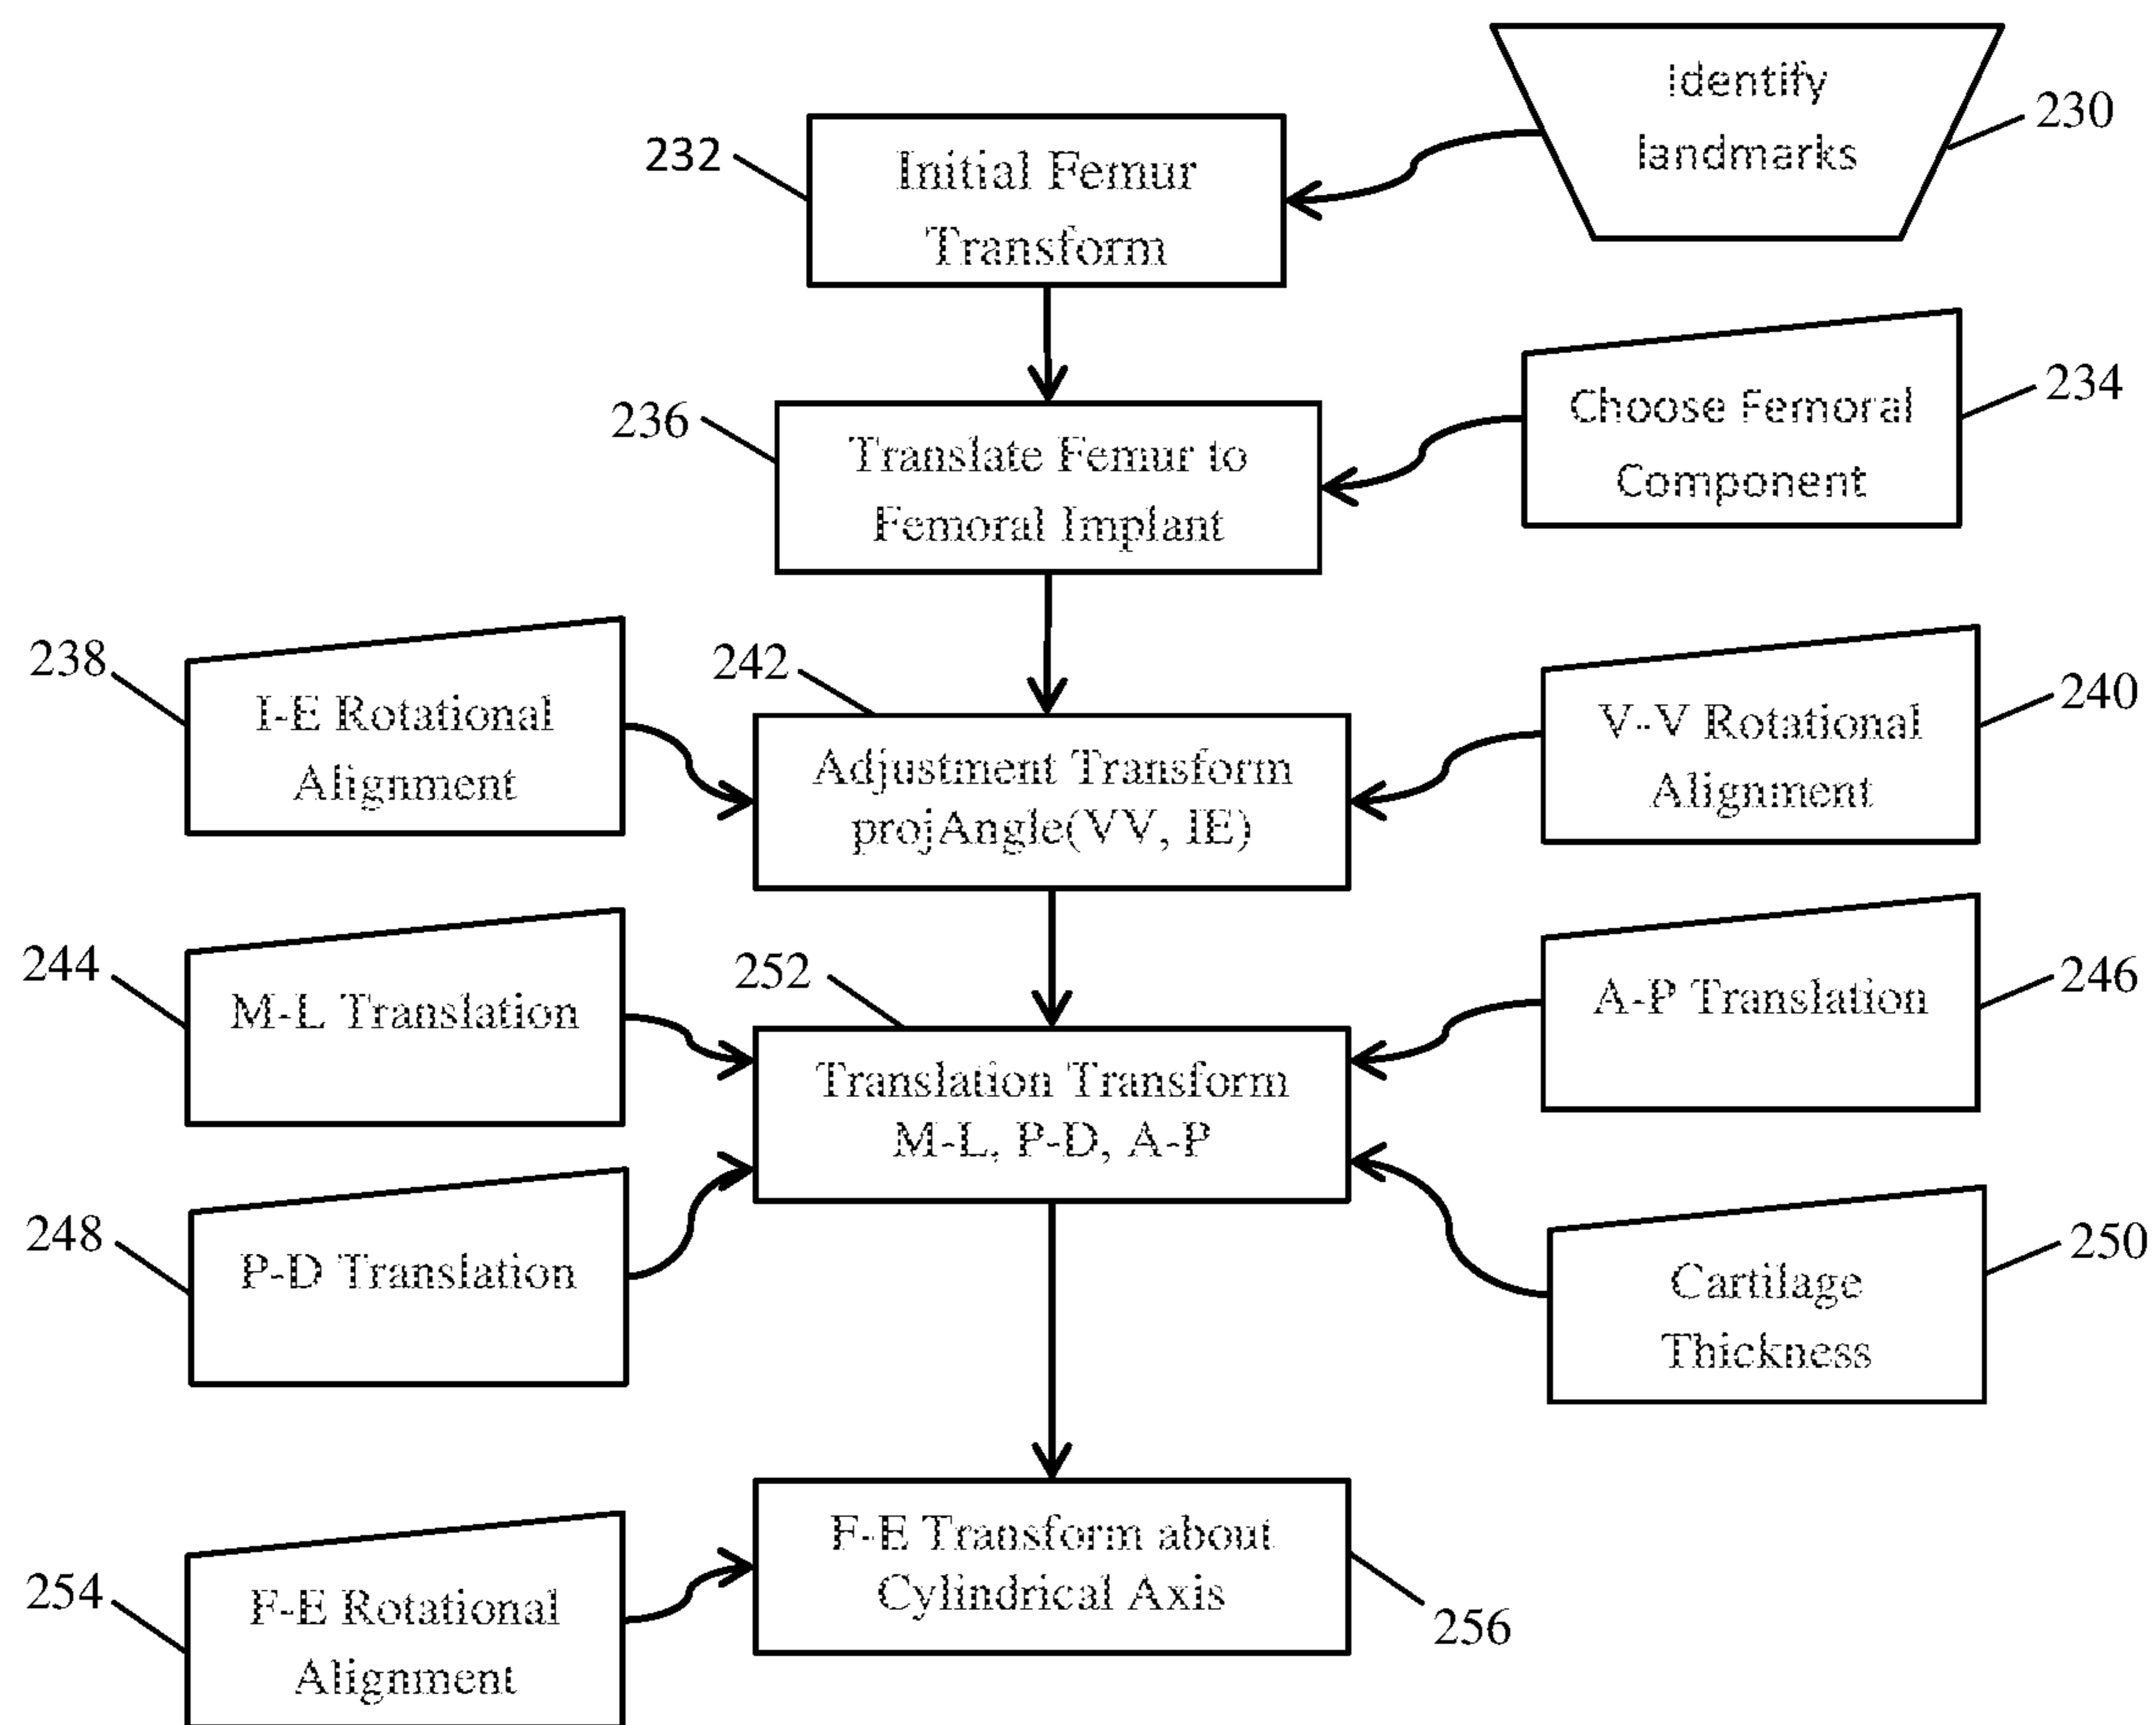 Identify
landmarks
230
232
Initial Femur
Transform
234
Choose Femoral
Component
236
Translate Femur to
Femoral Implant
238
I-E Rotational
Alignment
242
Adjustment Transform
projAngle(VV, IE)
240
V-V Rotational
Alignment
244
M-L Translation
252
Translation Transform
M-L, P-D, A-P
246
A-P Translation
248
P-D Translation
250
Cartilage
Thickness
254
F-E Rotational
Alignment
F-E Transform about
Cylindrical Axis
256